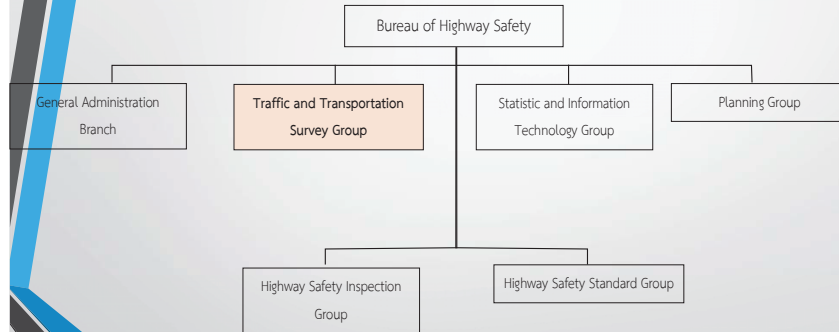 Bureau of Highway Safety
General Administration
Branch
Traffic and Transportation
Survey Group
Statistic and Information
Technology Group
Planning Group
Highway Safety Inspection
Group
Highway Safety Standard Group